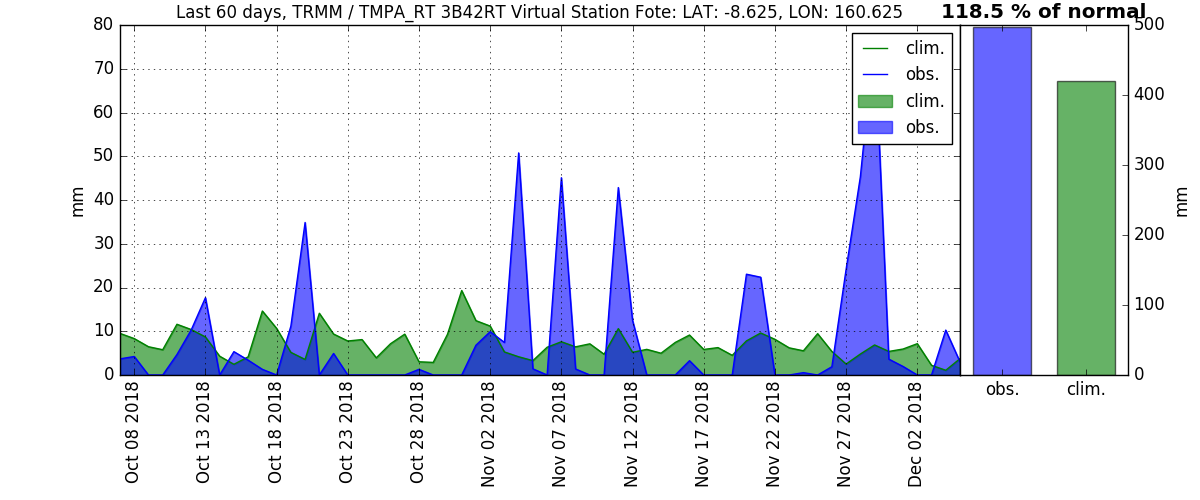 Last 60 days, TRMM / TMPA_RT 3B42RT Virtual Station Fote: LAT: -8.625, LON: 160.625
118.5 % of normal
80
70
60
50
40
30
20
10
0
mm
clim.
obs.
clim.
obs.
500
400
300
200
100
0
mm
obs.
clim.
Oct 08 2018
Oct 13 2018
Oct 18 2018
Oct 23 2018
Oct 28 2018
Nov 02 2018
Nov 07 2018
Nov 12 2018
Nov 17 2018
Nov 22 2018
Nov 27 2018
Dec 02 2018